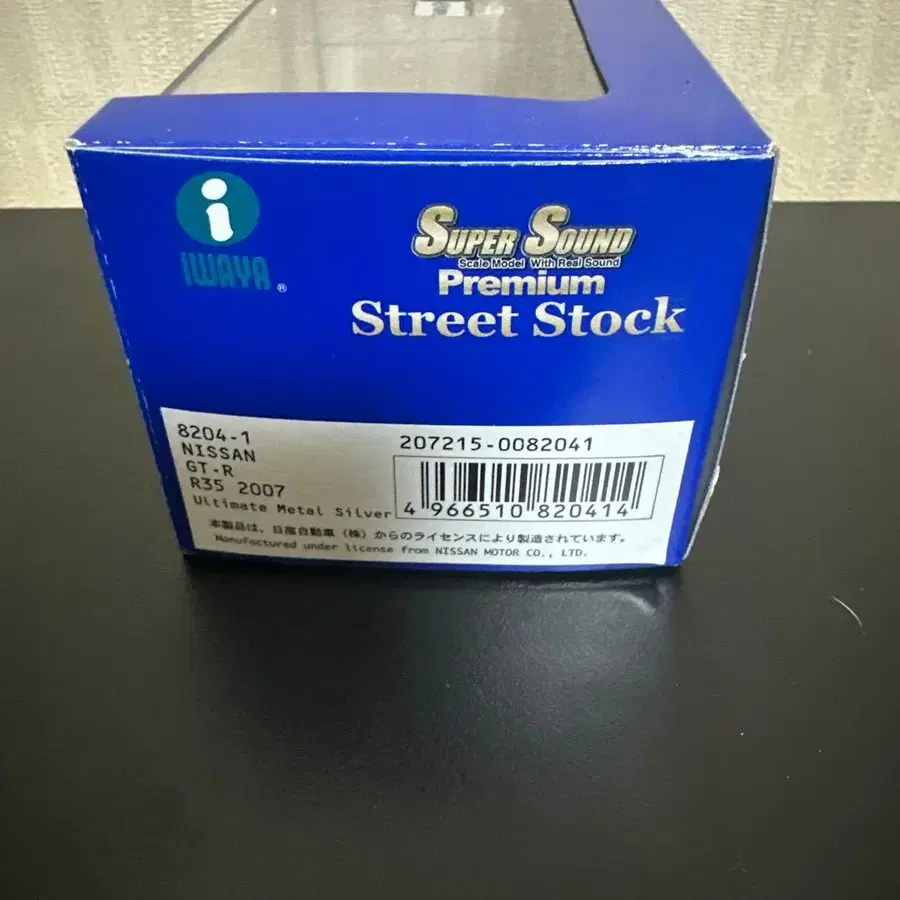 i
IWAYA ®
SUPER SOUND
Scale Model With Real Sound
Premium
Street Stock
8204-1
NISSAN
GT-R
R35 2007
Ultimate Metal Silver
207215-0082041
4 966510 820414
本製品は、日産自動車（株）からのライセンスにより製造されています。
Manufactured under license from NISSAN MOTOR CO., LTD.